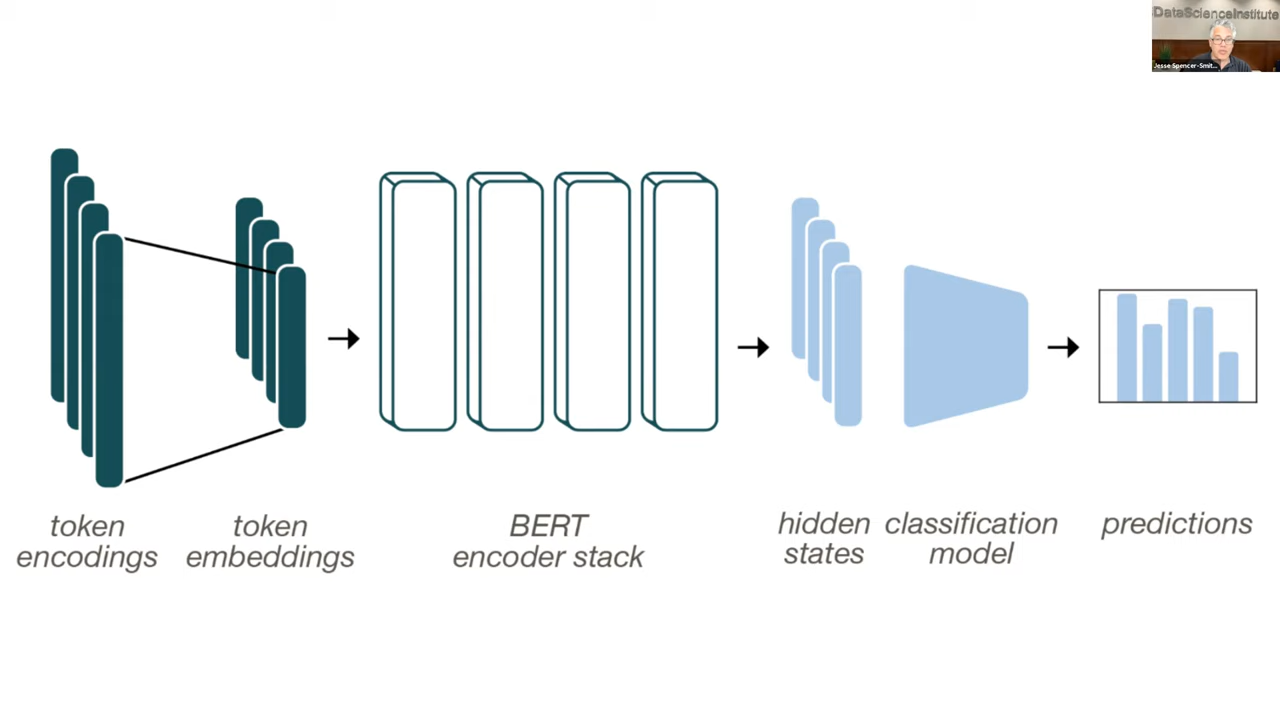 DataScienceInstitute
Jesse Spencer-Smit...
token
encodings
token
embeddings
BERT
encoder stack
hidden
states
classification
model
predictions